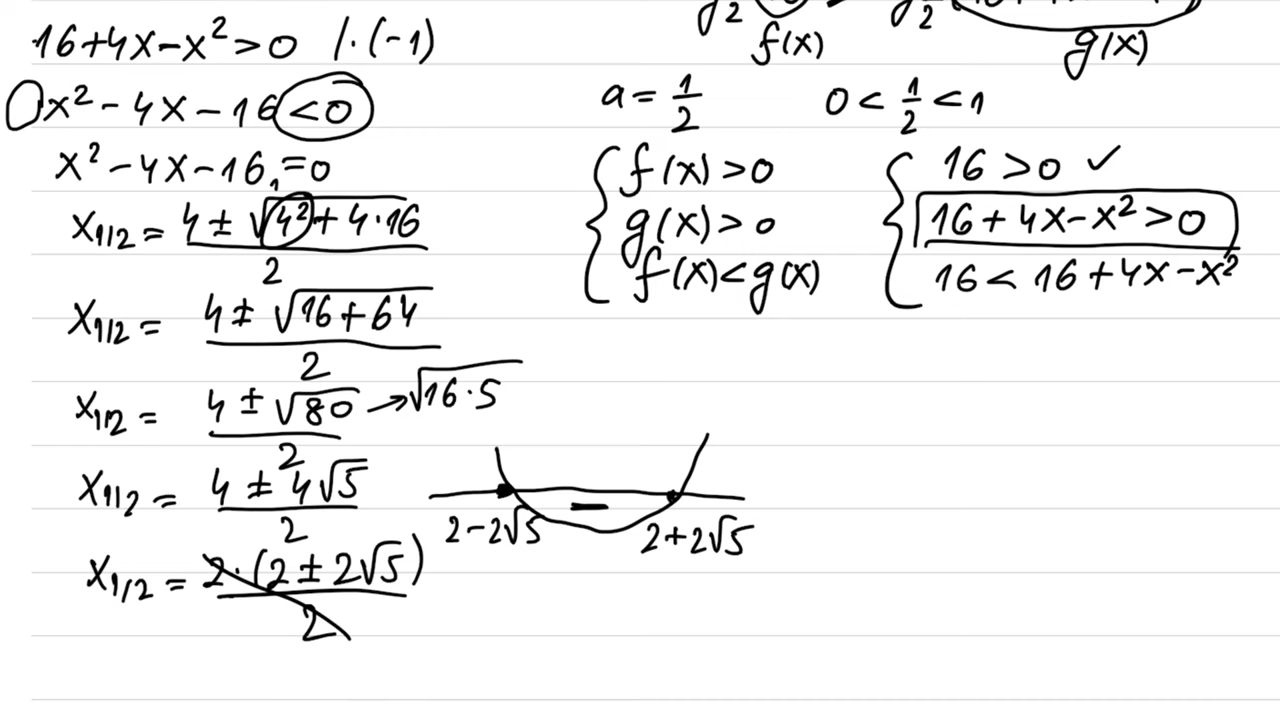 16+4x-x²>0 /·(-1)
x²-4x-16<0
x²-4x-16=0
x₁/₂ = (4 ± √(4²+4·16))/2
x₁/₂ = (4 ± √(16+64))/2
x₁/₂ = (4 ± √80)/2 → √(16·5)
x₁/₂ = (4 ± 4√5)/2
x₁/₂ = (2·(2 ± 2√5))/2
2-2√5 2+2√5
−
f(x) g(x)
a = 1/2 0 < 1/2 < 1
{ f(x)>0
g(x)>0
f(x)<g(x)
{ 16>0 ✓
16+4x-x²>0
16<16+4x-x²